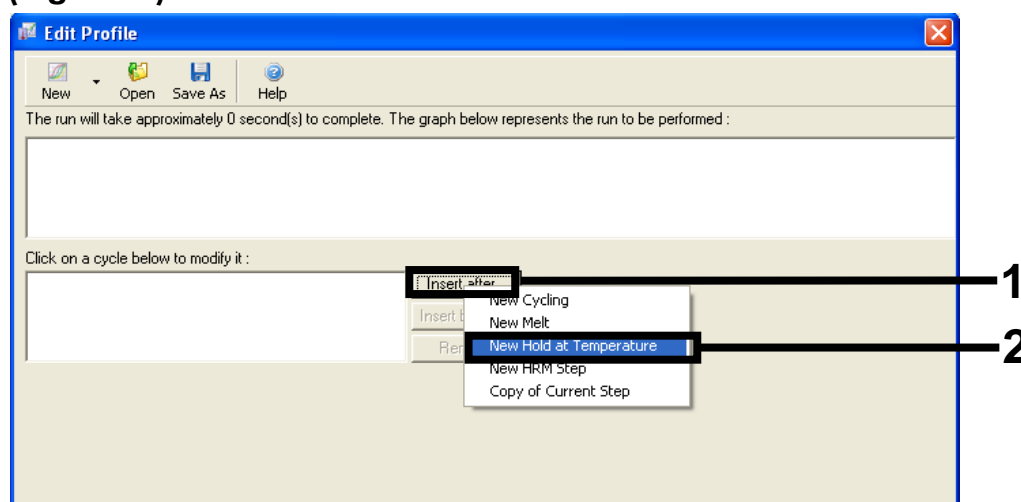 Edit Profile
New Open Save As Help
The run will take approximately 0 second(s) to complete. The graph below represents the run to be performed :
Click on a cycle below to modify it :
Insert after
1
New Cycling
Insert
New Melt
New Hold at Temperature
2
New HRM Step
Copy of Current Step